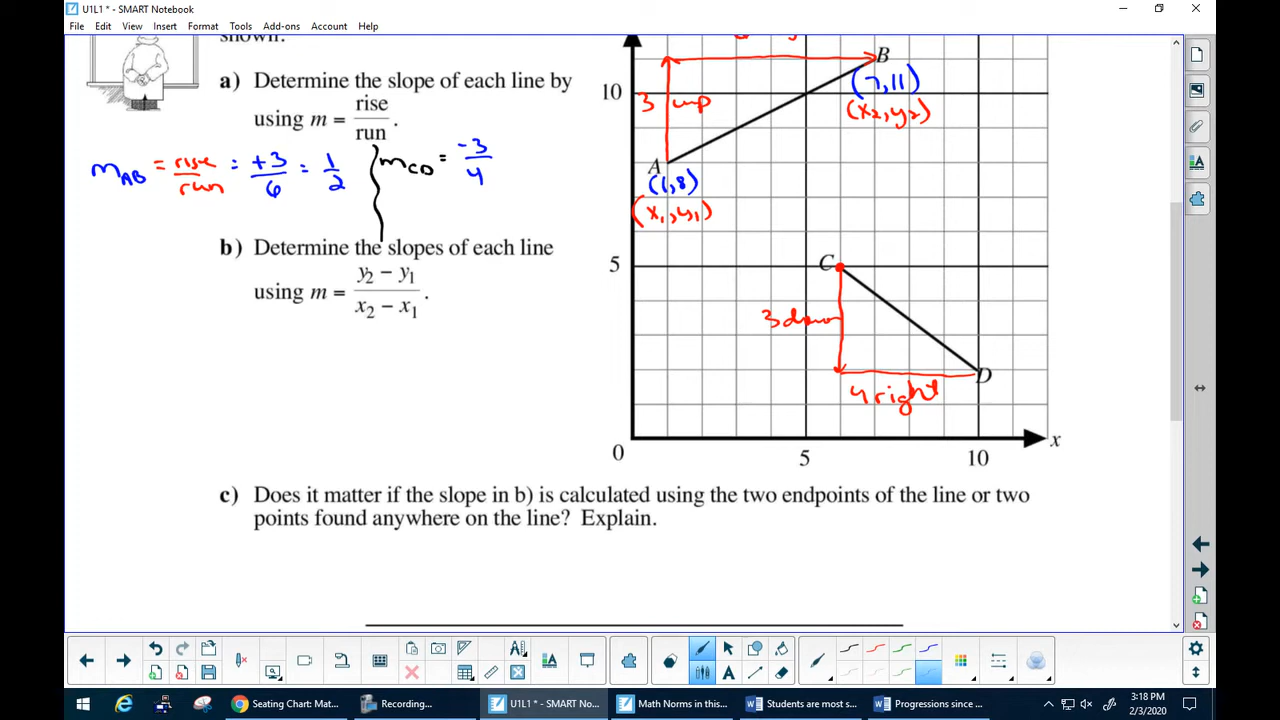 U1L1 * - SMART Notebook
File Edit View Insert Format Tools Add-ons Account Help
shown.
a) Determine the slope of each line by
using m = rise/run.
m_AB = rise/run = +3/6 = 1/2
m_CD = -3/4
b) Determine the slopes of each line
using m = (y₂ − y₁)/(x₂ − x₁).
B
(7,11)
(x₂,y₂)
10
3 up
A
(1,8)
(x₁,y₁)
5
C
3 down
D
4 right
0
5
10
x
c) Does it matter if the slope in b) is calculated using the two endpoints of the line or two
points found anywhere on the line? Explain.
Seating Chart: Mat...
Recording...
U1L1 * - SMART No...
Math Norms in this...
Students are most s...
Progressions since ...
3:18 PM
2/3/2020